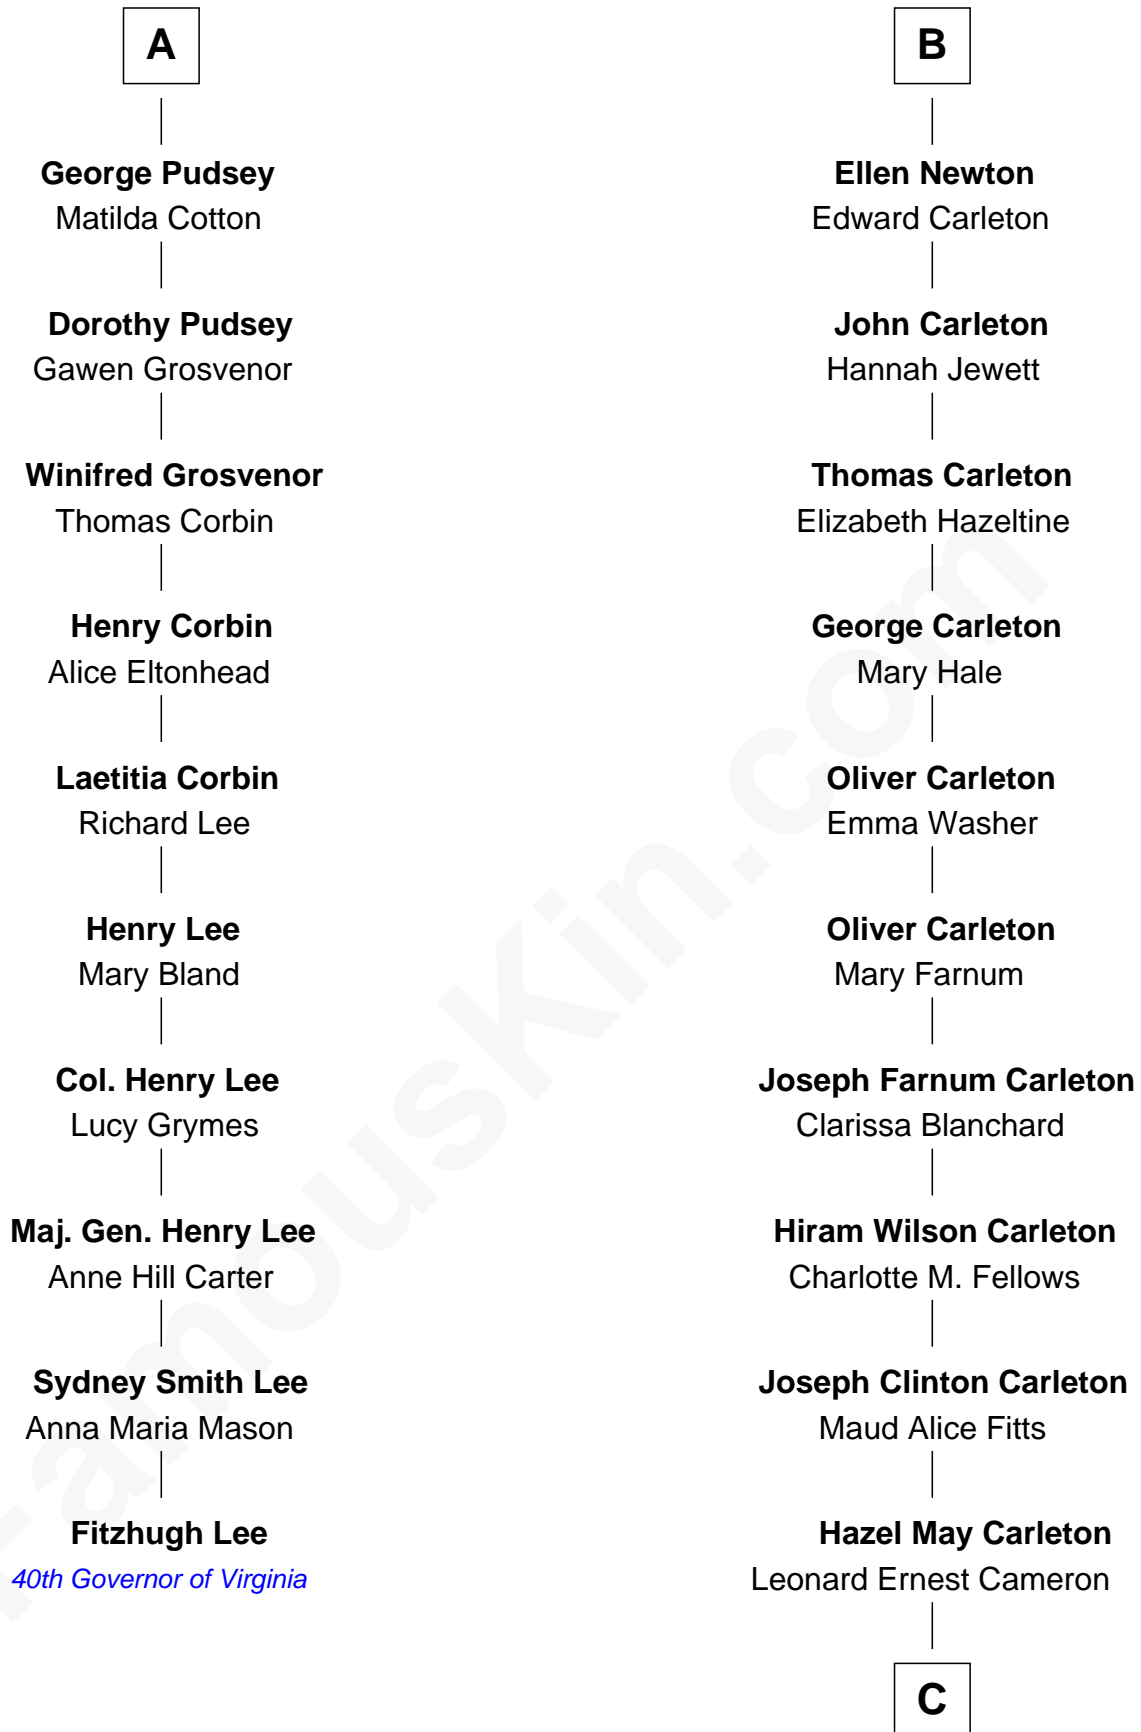 A
George Pudsey
Matilda Cotton
Dorothy Pudsey
Gawen Grosvenor
Winifred Grosvenor
Thomas Corbin
Henry Corbin
Alice Eltonhead
Laetitia Corbin
Richard Lee
Henry Lee
Mary Bland
Col. Henry Lee
Lucy Grymes
Maj. Gen. Henry Lee
Anne Hill Carter
Sydney Smith Lee
Anna Maria Mason
Fitzhugh Lee
40th Governor of Virginia
B
Ellen Newton
Edward Carleton
John Carleton
Hannah Jewett
Thomas Carleton
Elizabeth Hazeltine
George Carleton
Mary Hale
Oliver Carleton
Emma Washer
Oliver Carleton
Mary Farnum
Joseph Farnum Carleton
Clarissa Blanchard
Hiram Wilson Carleton
Charlotte M. Fellows
Joseph Clinton Carleton
Maud Alice Fitts
Hazel May Carleton
Leonard Ernest Cameron
C
FamousKin.com